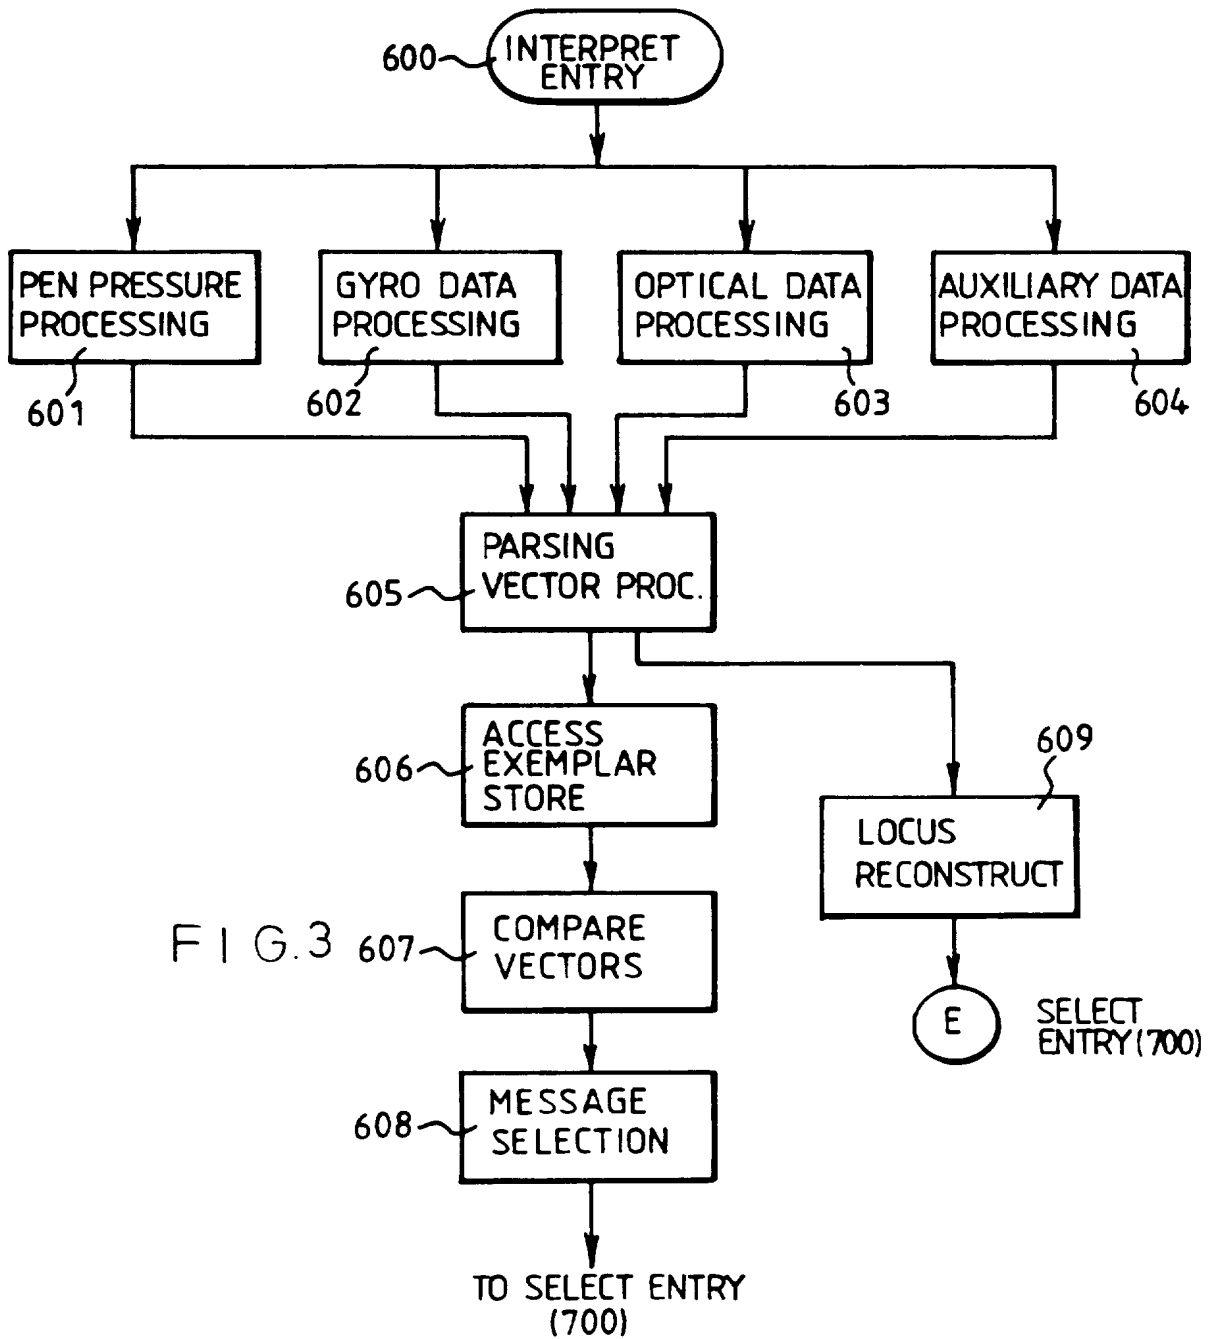 600
INTERPRET
ENTRY
PEN PRESSURE
PROCESSING
601
GYRO DATA
PROCESSING
602
OPTICAL DATA
PROCESSING
603
AUXILIARY DATA
PROCESSING
604
PARSING
VECTOR PROC.
605
ACCESS
EXEMPLAR
STORE
606
609
LOCUS
RECONSTRUCT
FIG.3
607
COMPARE
VECTORS
E
SELECT
ENTRY(700)
608
MESSAGE
SELECTION
TO SELECT ENTRY
(700)